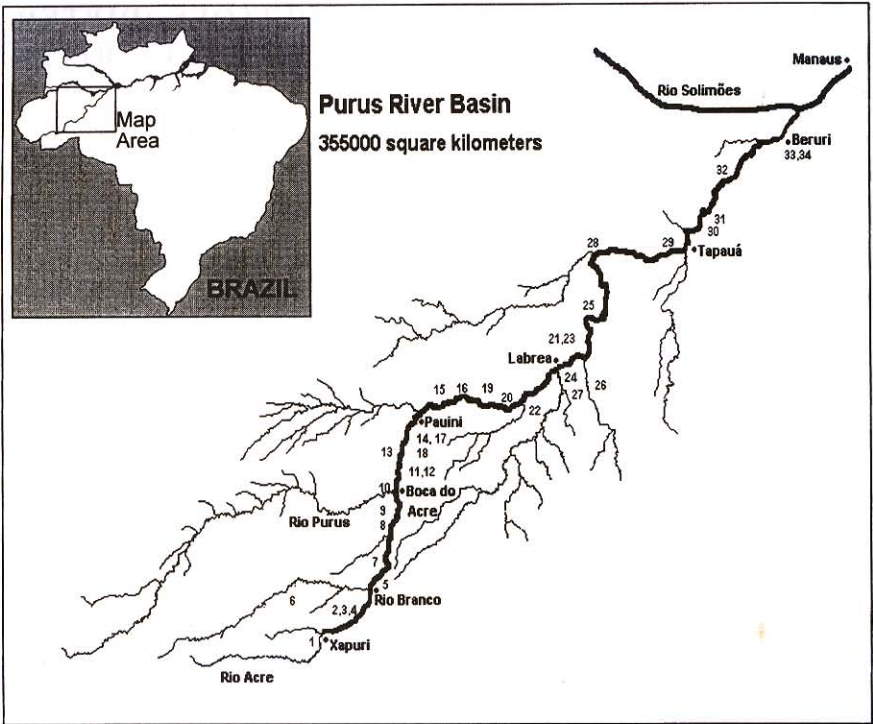 Purus River Basin
355000 square kilometers
Map
Area
BRAZIL
Manaus
Rio Solimões
Beruri
33,34
32
31
30
29
Tapauá
28
25
21,23
Labrea
24
26
27
22
20
19
16
15
Pauini
14, 17
18
13
11,12
10
Boca do
Acre
9
8
Rio Purus
7
5
Rio Branco
6
2,3,4
1
Xapuri
Rio Acre